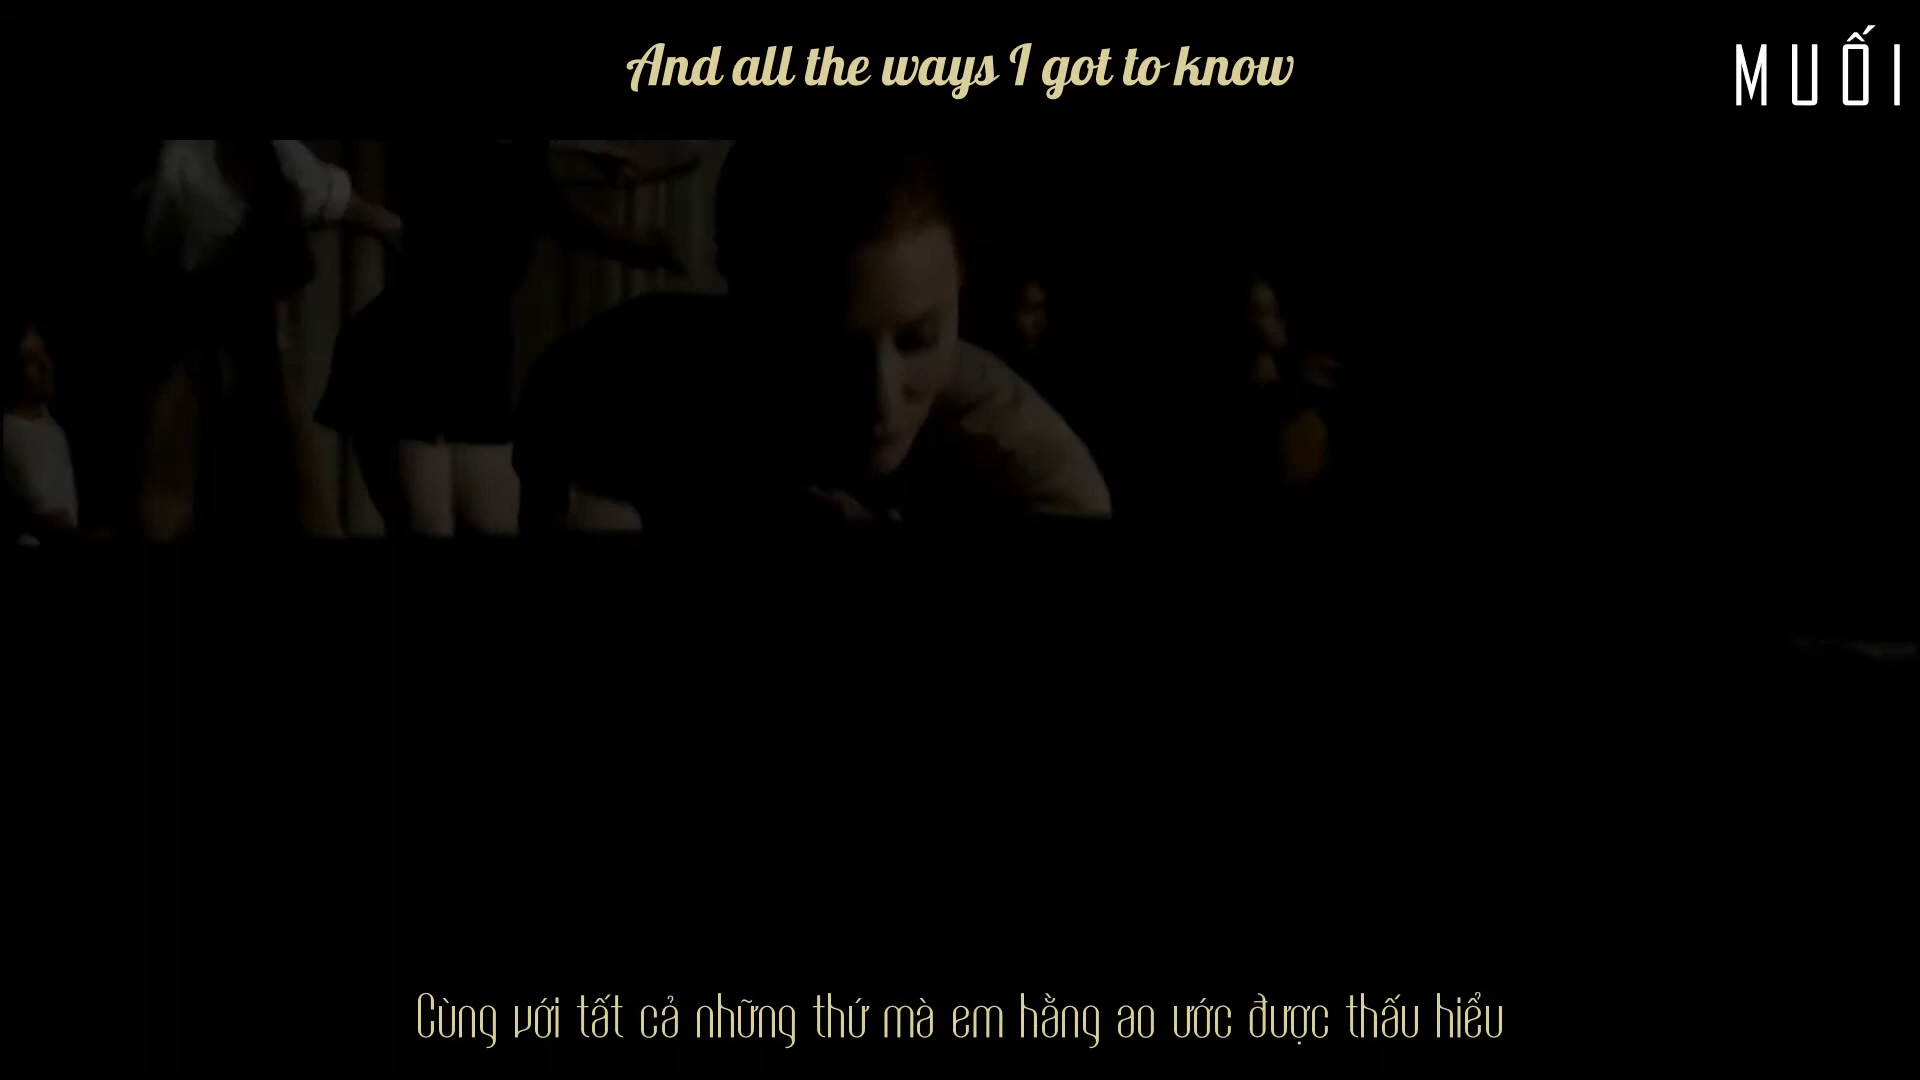 And all the ways I got to know
MUỐI
Cùng với tất cả những thứ mà em hằng ao ước được thấu hiểu